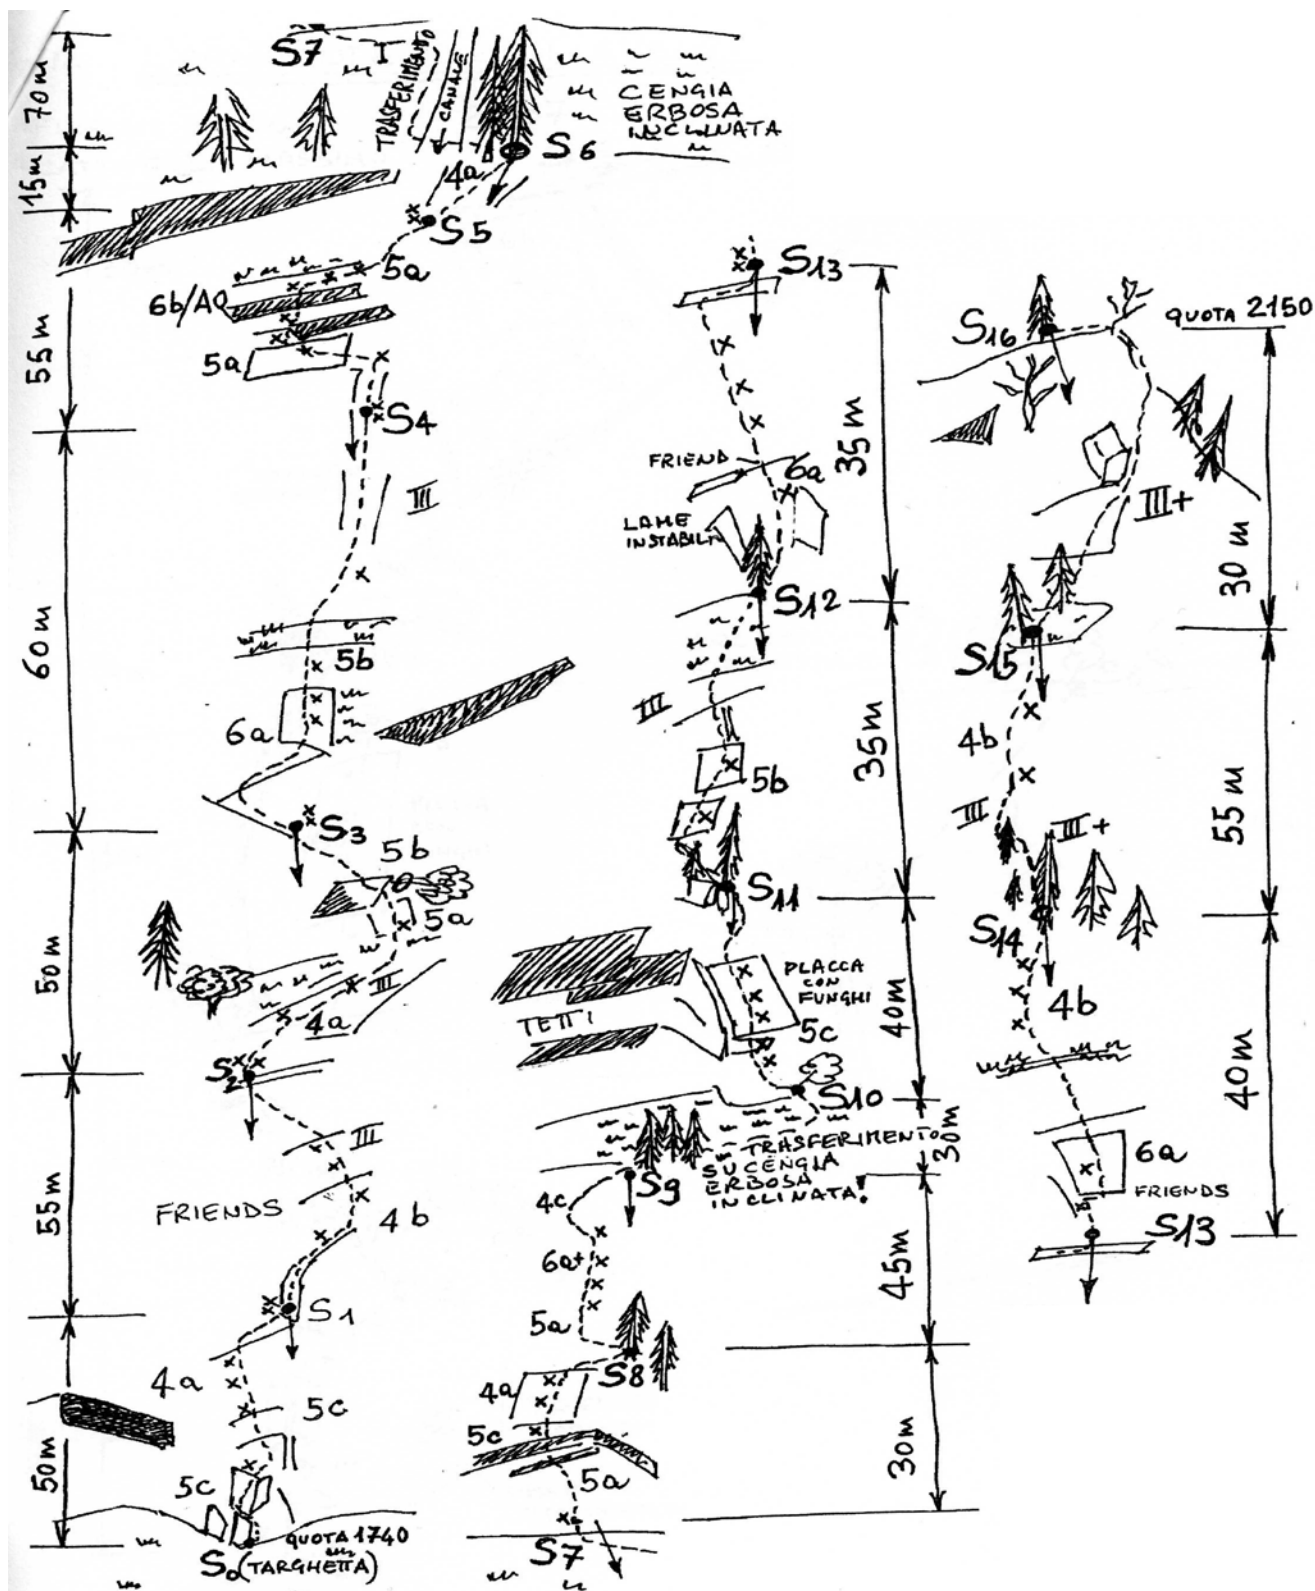 S7
I
TRASFERIMENTO
CANALE
CENGIA
ERBOSA
INCLINATA
70m
S6
4a
15m
S5
5a
6b/AO
5a
55m
S4
III
60m
5b
6a
S3
5b
5a
50m
III
4a
S2
III
55m
FRIENDS
4b
S1
4a
5c
50m
5c
QUOTA 1740
S0 (TARGHETTA)
S13
35m
FRIEND
6a
LAME
INSTABILI
S12
III
35m
5b
S11
PLACCA
CON
FUNGHI
TETTI
5c
40m
S10
TRASFERIMENTO
SU CENGIA
ERBOSA
INCLINATA!
30m
S9
4c
6a+
45m
5a
S8
4a
5c
5a
30m
S7
S16
QUOTA 2150
III+
30m
S15
4b
III
55m
III+
S14
4b
40m
6a
FRIENDS
S13